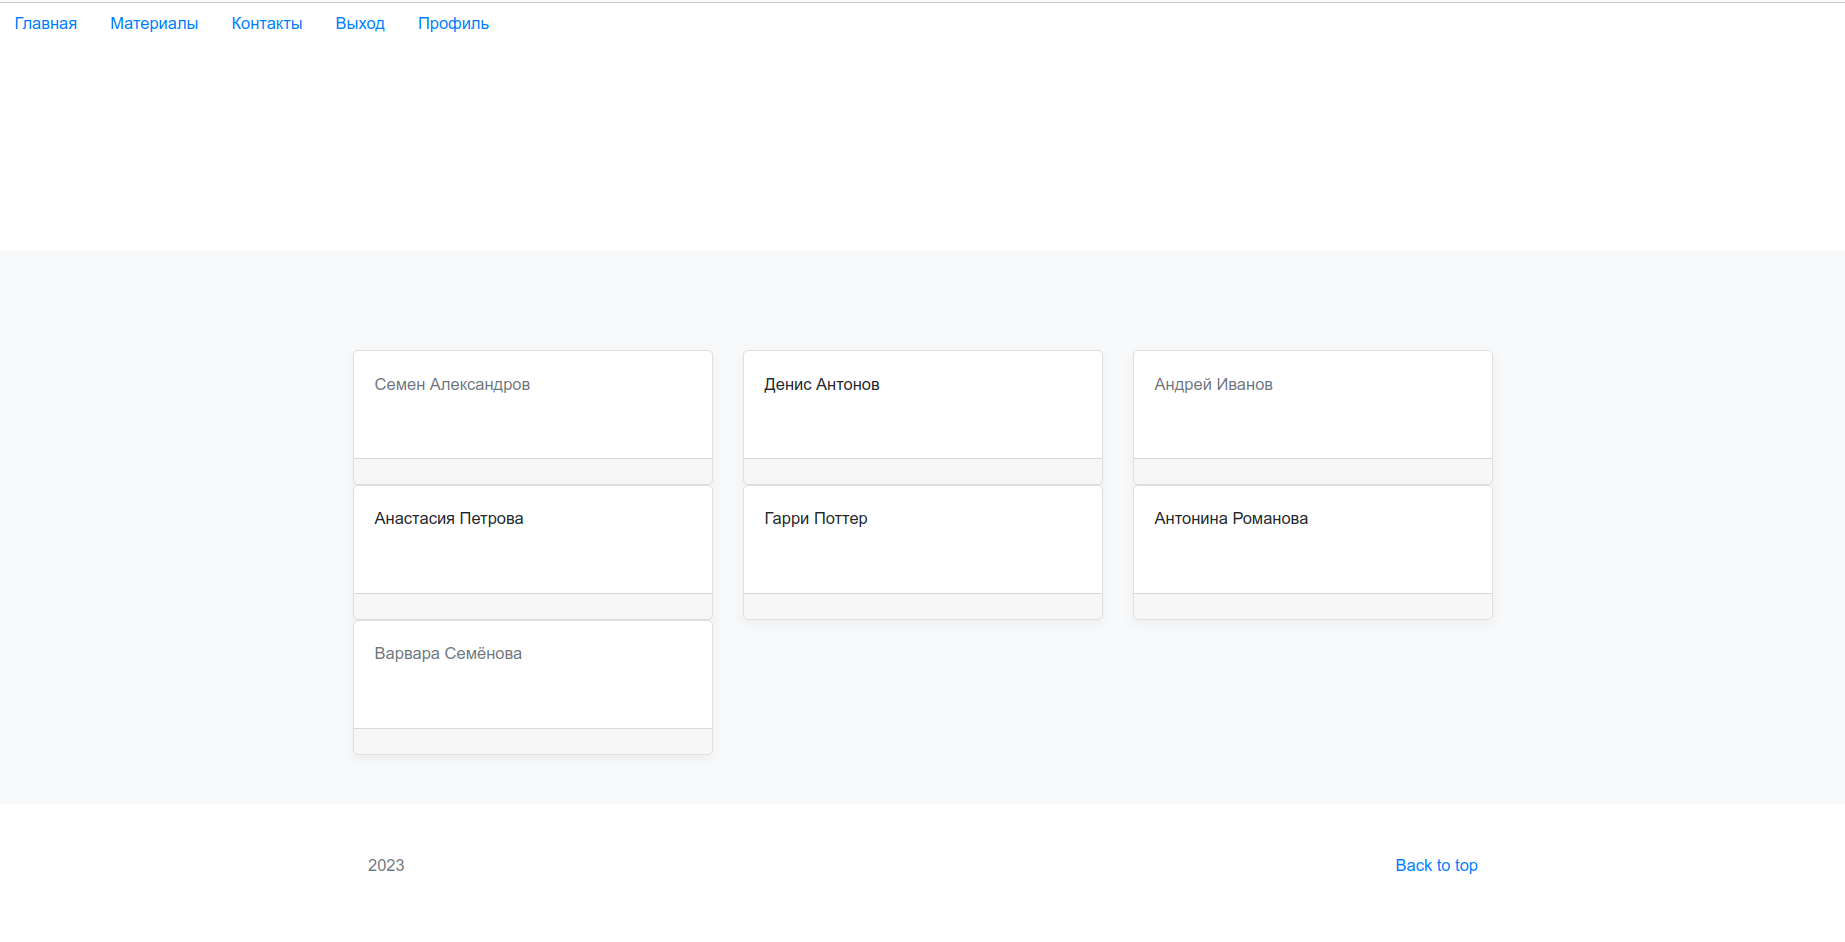 Главная Материалы Контакты Выход Профиль
Семен Александров
Денис Антонов
Андрей Иванов
Анастасия Петрова
Гарри Поттер
Антонина Романова
Варвара Семёнова
2023
Back to top